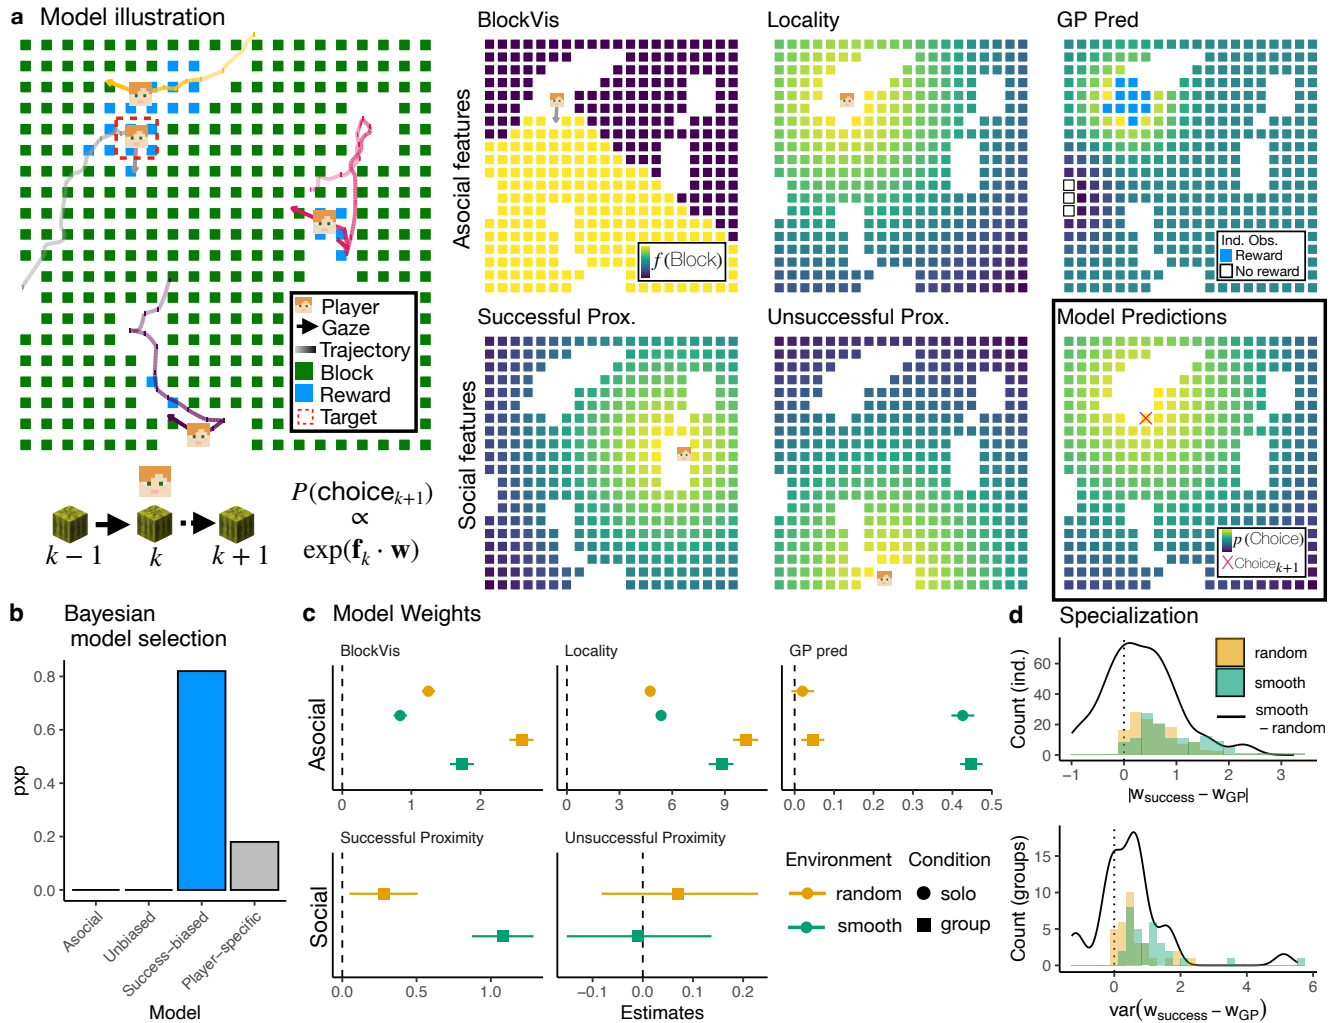 a Model illustration
BlockVis
Locality
GP Pred
Asocial features
f(Block)
Ind. Obs.
Reward
No reward
Player
Gaze
Trajectory
Block
Reward
Target
Successful Prox.
Unsuccessful Prox.
Model Predictions
Social features
p(Choice)
Choice k+1
k − 1
k
k + 1
P(choice k+1)
∝
exp(f k · w)
b Bayesian
model selection
0.8
0.6
0.4
0.2
0.0
pxp
Asocial
Unbiased
Success−biased
Player−specific
Model
c Model Weights
BlockVis
Locality
GP pred
Asocial
0 1 2
0 3 6 9
0.0 0.1 0.2 0.3 0.4 0.5
Successful Proximity
Unsuccessful Proximity
Social
0.0 0.5 1.0
−0.1 0.0 0.1 0.2
Estimates
Environment
random
smooth
Condition
solo
group
d Specialization
60
40
20
0
Count (ind.)
random
smooth
smooth
− random
−1 0 1 2 3
|w success − w GP|
15
10
5
0
Count (groups)
0 2 4 6
var(w success − w GP)